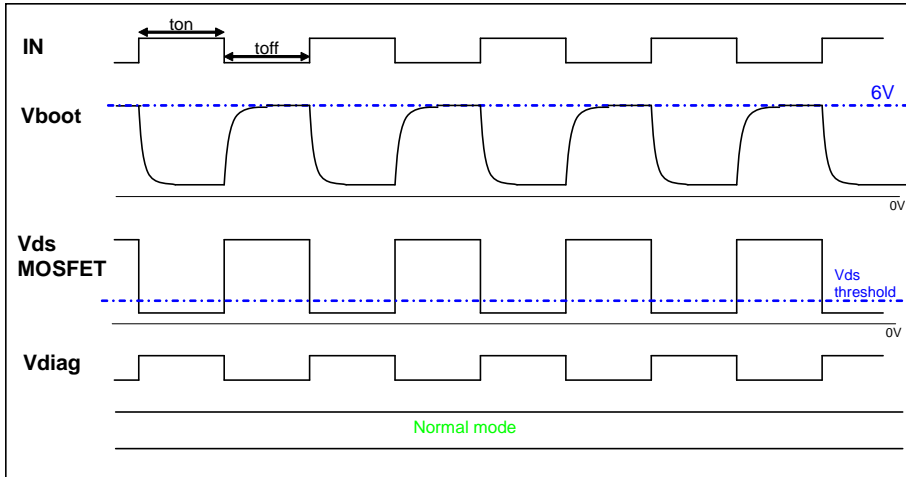 IN
ton
toff
Vboot
6V
0V
Vds
MOSFET
Vds
threshold
0V
Vdiag
Normal mode